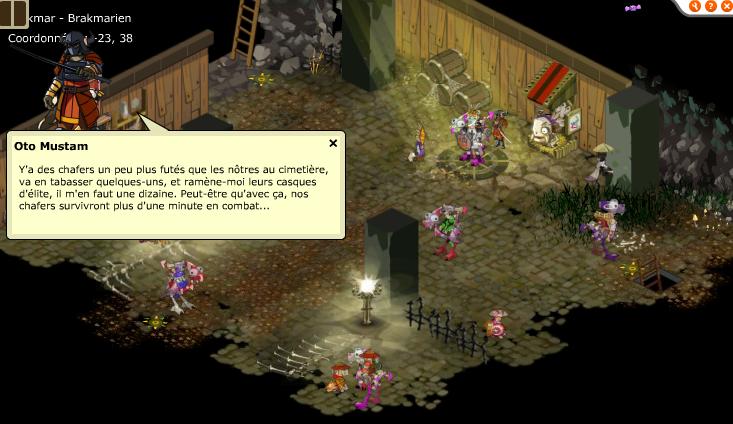 kmar - Brakmarien
-23, 38
Oto Mustam
Y'a des chafers un peu plus futés que les nôtres au cimetière,
va en tabasser quelques-uns, et ramène-moi leurs casques
d'élite, il m'en faut une dizaine. Peut-être qu'avec ça, nos
chafers survivront plus d'une minute en combat...